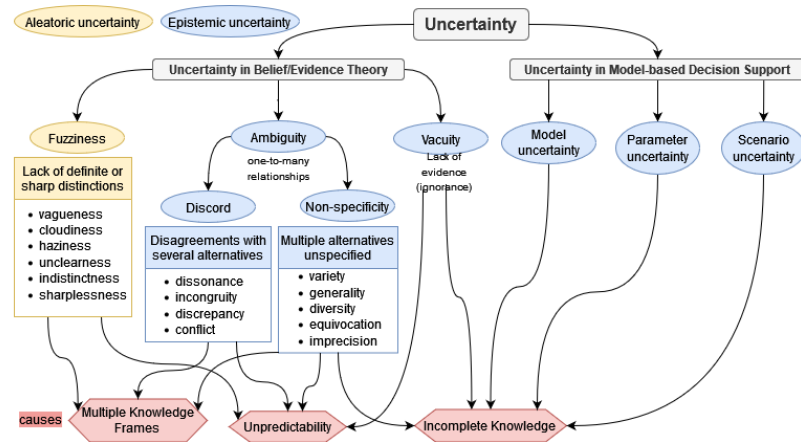 Aleatoric uncertainty
Epistemic uncertainty
Uncertainty
Uncertainty in Belief/Evidence Theory
Uncertainty in Model-based Decision Support
Fuzziness
Ambiguity
one-to-many
relationships
Vacuity
Lack of
evidence
(ignorance)
Model
uncertainty
Parameter
uncertainty
Scenario
uncertainty
Lack of definite or
sharp distinctions
• vagueness
• cloudiness
• haziness
• unclearness
• indistinctness
• sharplessness
Discord
Non-specificity
Disagreements with
several alternatives
• dissonance
• incongruity
• discrepancy
• conflict
Multiple alternatives
unspecified
• variety
• generality
• diversity
• equivocation
• imprecision
causes
Multiple Knowledge
Frames
Unpredictability
Incomplete Knowledge